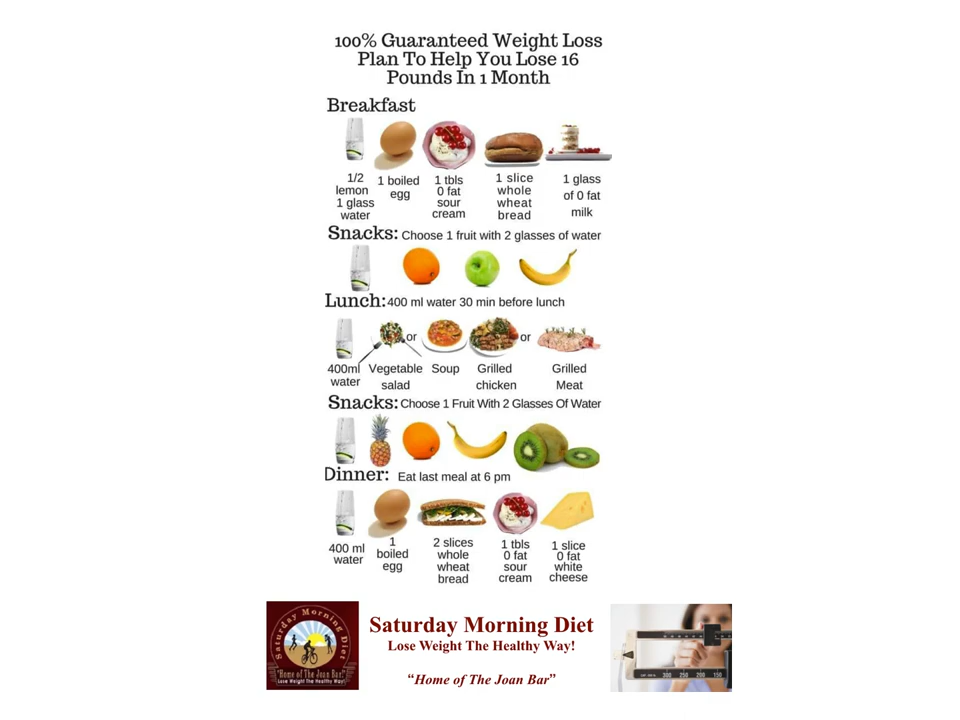 100% Guaranteed Weight Loss
Plan To Help You Lose 16
Pounds In 1 Month
Breakfast
1/2
lemon
1 glass
water
1 boiled
egg
1 tbls
0 fat
sour
cream
1 slice
whole
wheat
bread
1 glass
of 0 fat
milk
Snacks: Choose 1 fruit with 2 glasses of water
Lunch: 400 ml water 30 min before lunch
or
or
400ml
water
Vegetable
salad
Soup
Grilled
chicken
Grilled
Meat
Snacks: Choose 1 Fruit With 2 Glasses Of Water
Dinner: Eat last meal at 6 pm
400 ml
water
1
boiled
egg
2 slices
whole
wheat
bread
1 tbls
0 fat
sour
cream
1 slice
0 fat
white
cheese
Saturday Morning Diet
"Home of The Joan Bar"
Lose Weight The Healthy Way!
Saturday Morning Diet
Lose Weight The Healthy Way!
“Home of The Joan Bar”
300 250 200 150